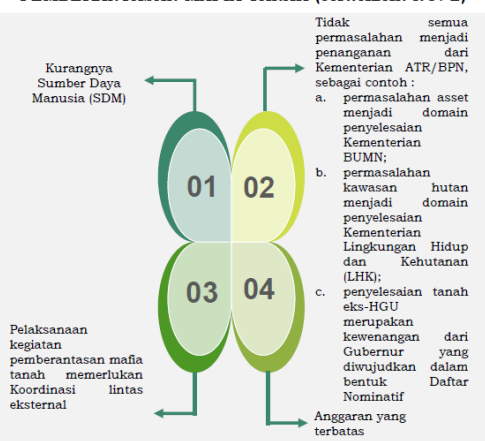 Kurangnya
Sumber Daya
Manusia (SDM)
01
02
Tidak semua
permasalahan menjadi
penanganan dari
Kementerian ATR/BPN,
sebagai contoh :
a. permasalahan asset
menjadi domain
penyelesaian
Kementerian
BUMN;
b. permasalahan
kawasan hutan
menjadi domain
penyelesaian
Kementerian
Lingkungan Hidup
dan Kehutanan
(LHK);
c. penyelesaian tanah
eks-HGU
merupakan
kewenangan dari
Gubernur yang
diwujudkan dalam
bentuk Daftar
Nominatif
03
04
Pelaksanaan
kegiatan
pemberantasan mafia
tanah memerlukan
Koordinasi lintas
eksternal
Anggaran yang
terbatas